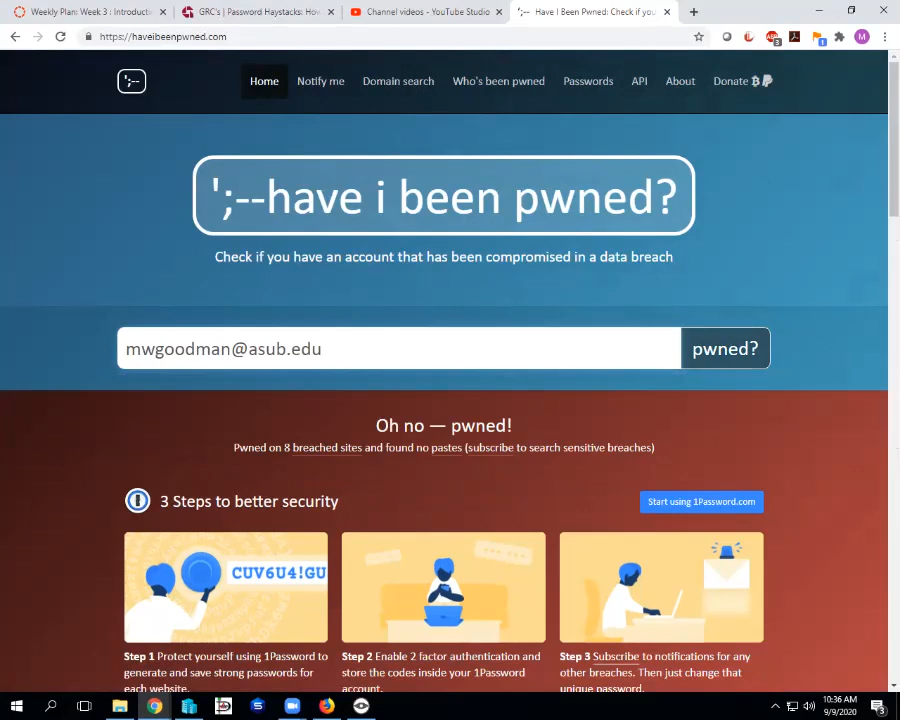 Weekly Plan: Week 3 : Introducti
GRC's | Password Haystacks: Hov
Channel videos - YouTube Studio
Have I Been Pwned: Check if you
https://haveibeenpwned.com
M
';--
Home
Notify me
Domain search
Who's been pwned
Passwords
API
About
Donate
';--have i been pwned?
Check if you have an account that has been compromised in a data breach
mwgoodman@asub.edu
pwned?
Oh no — pwned!
Pwned on 8 breached sites and found no pastes (subscribe to search sensitive breaches)
3 Steps to better security
Start using 1Password.com
CUV6U4!GU
Step 1 Protect yourself using 1Password to
generate and save strong passwords for
each website.
Step 2 Enable 2 factor authentication and
store the codes inside your 1Password
account.
Step 3 Subscribe to notifications for any
other breaches. Then just change that
unique password.
10:36 AM
9/9/2020
3